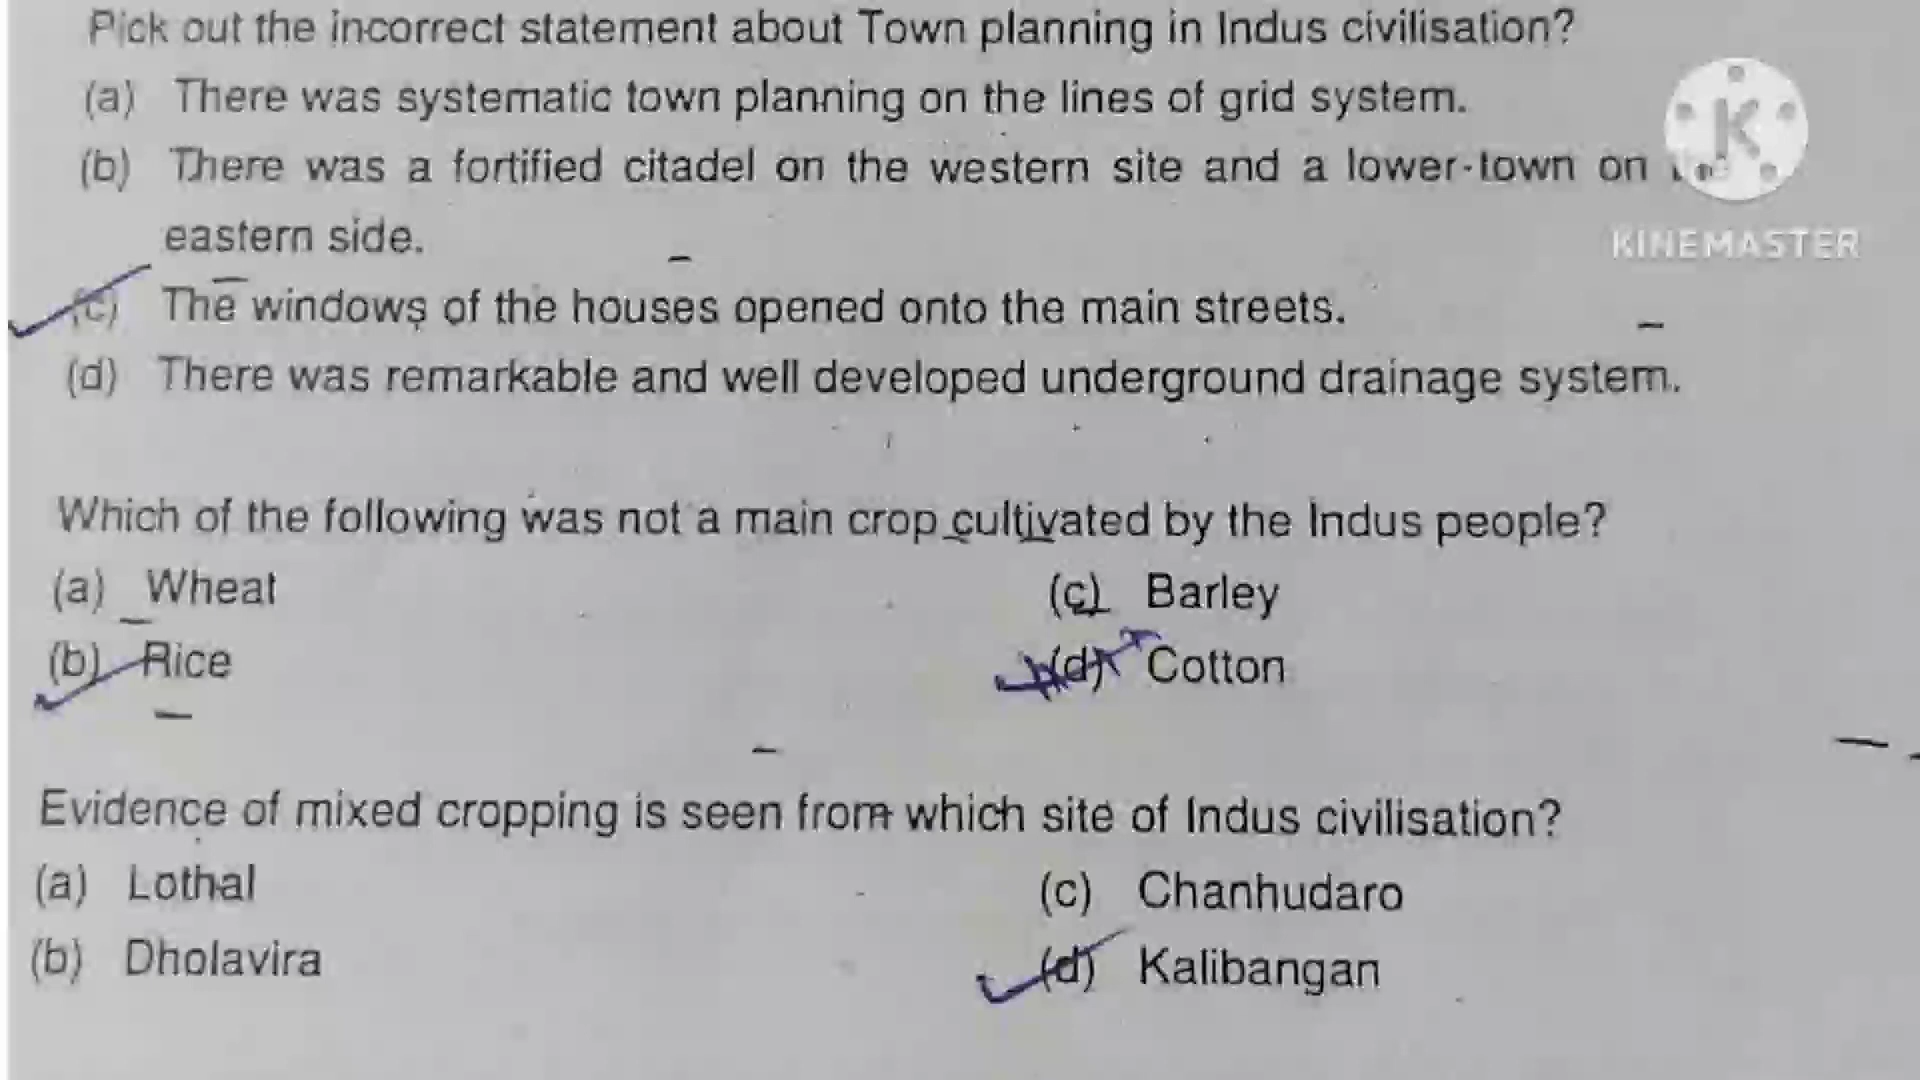 Pick out the incorrect statement about Town planning in Indus civilisation?
(a) There was systematic town planning on the lines of grid system.
(b) There was a fortified citadel on the western site and a lower-town on
eastern side.
(c) The windows of the houses opened onto the main streets.
(d) There was remarkable and well developed underground drainage system.
K
KINEMASTER
Which of the following was not a main crop cultivated by the Indus people?
(a) Wheat
(c) Barley
(b) Rice
(d) Cotton
Evidence of mixed cropping is seen from which site of Indus civilisation?
(a) Lothal
(c) Chanhudaro
(b) Dholavira
(d) Kalibangan